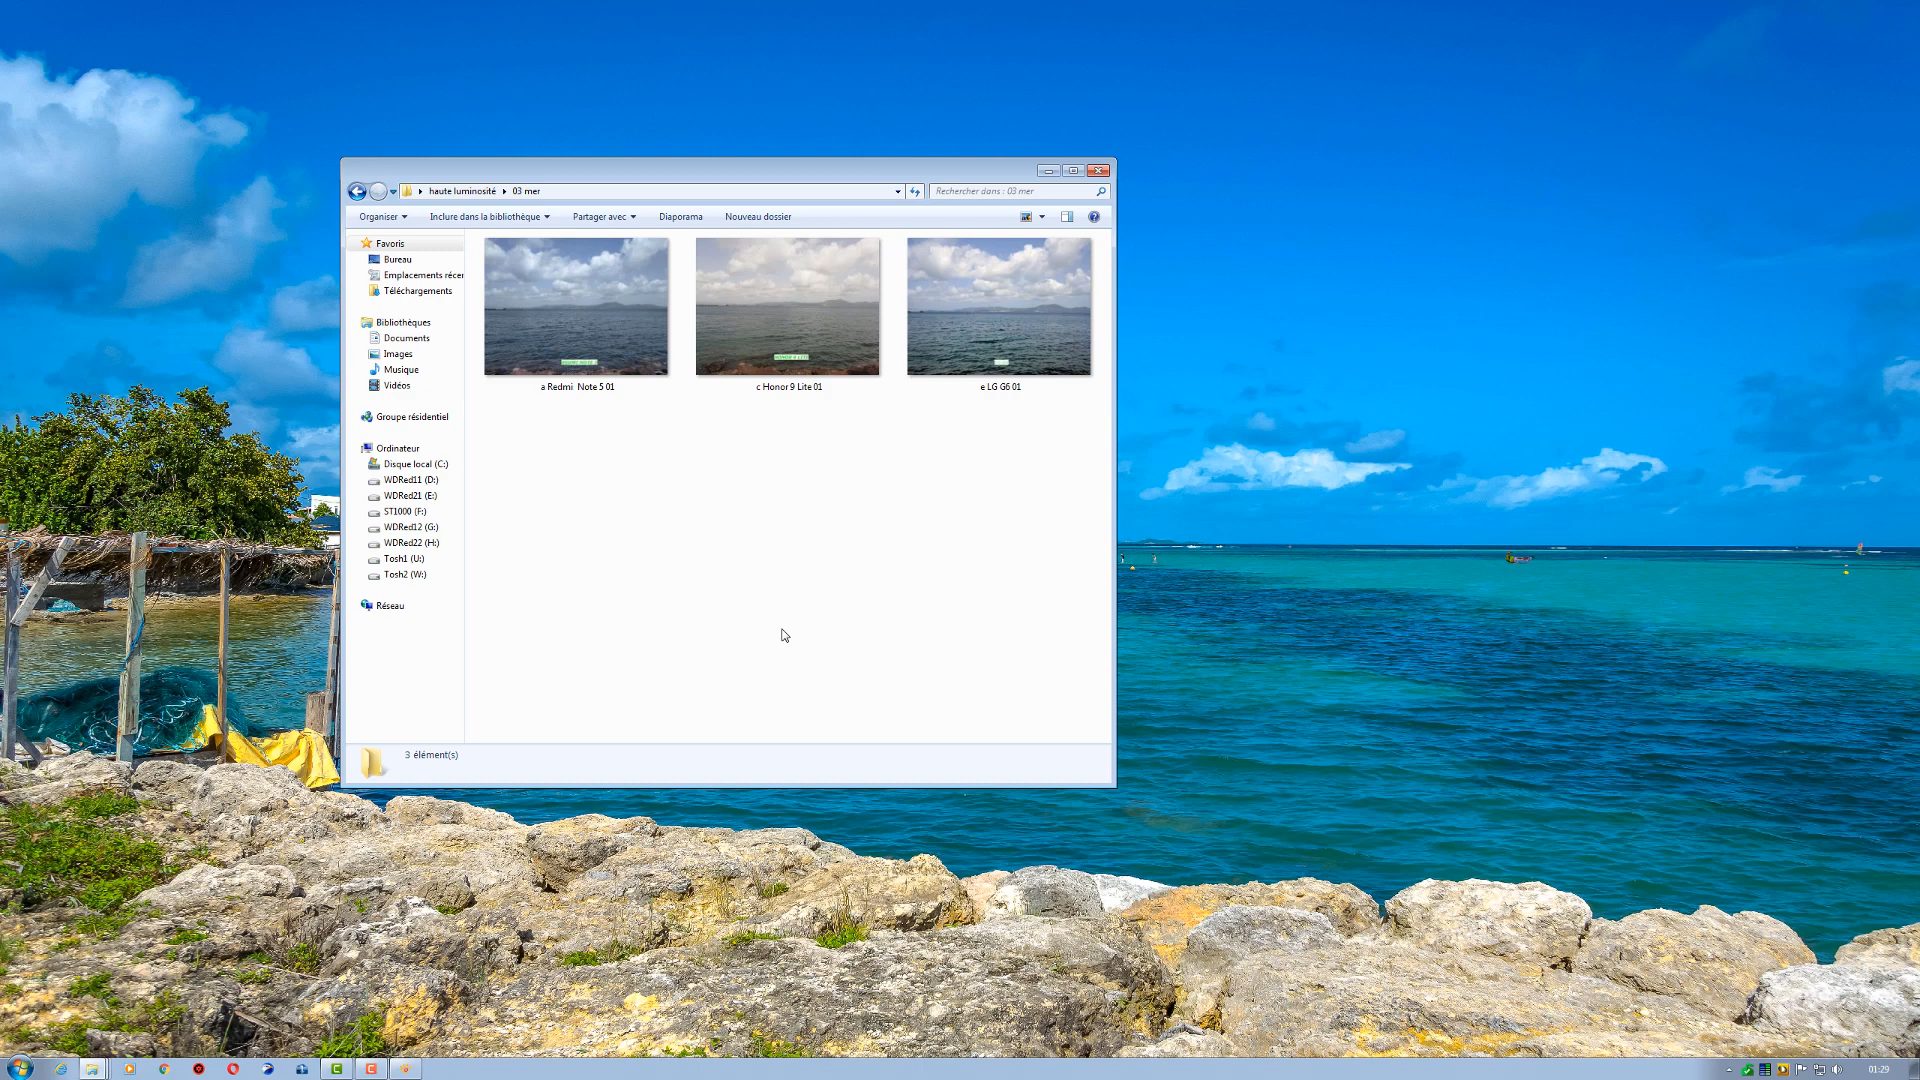 haute luminosité
03 mer
Rechercher dans : 03 mer
Organiser
Inclure dans la bibliothèque
Partager avec
Diaporama
Nouveau dossier
Favoris
Bureau
Emplacements récer
Téléchargements
Bibliothèques
Documents
Images
Musique
Vidéos
Groupe résidentiel
Ordinateur
Disque local (C:)
WDRed11 (D:)
WDRed21 (E:)
ST1000 (F:)
WDRed12 (G:)
WDRed22 (H:)
Tosh1 (U:)
Tosh2 (W:)
Réseau
a Redmi Note 5 01
c Honor 9 Lite 01
e LG G6 01
3 élément(s)
01:29